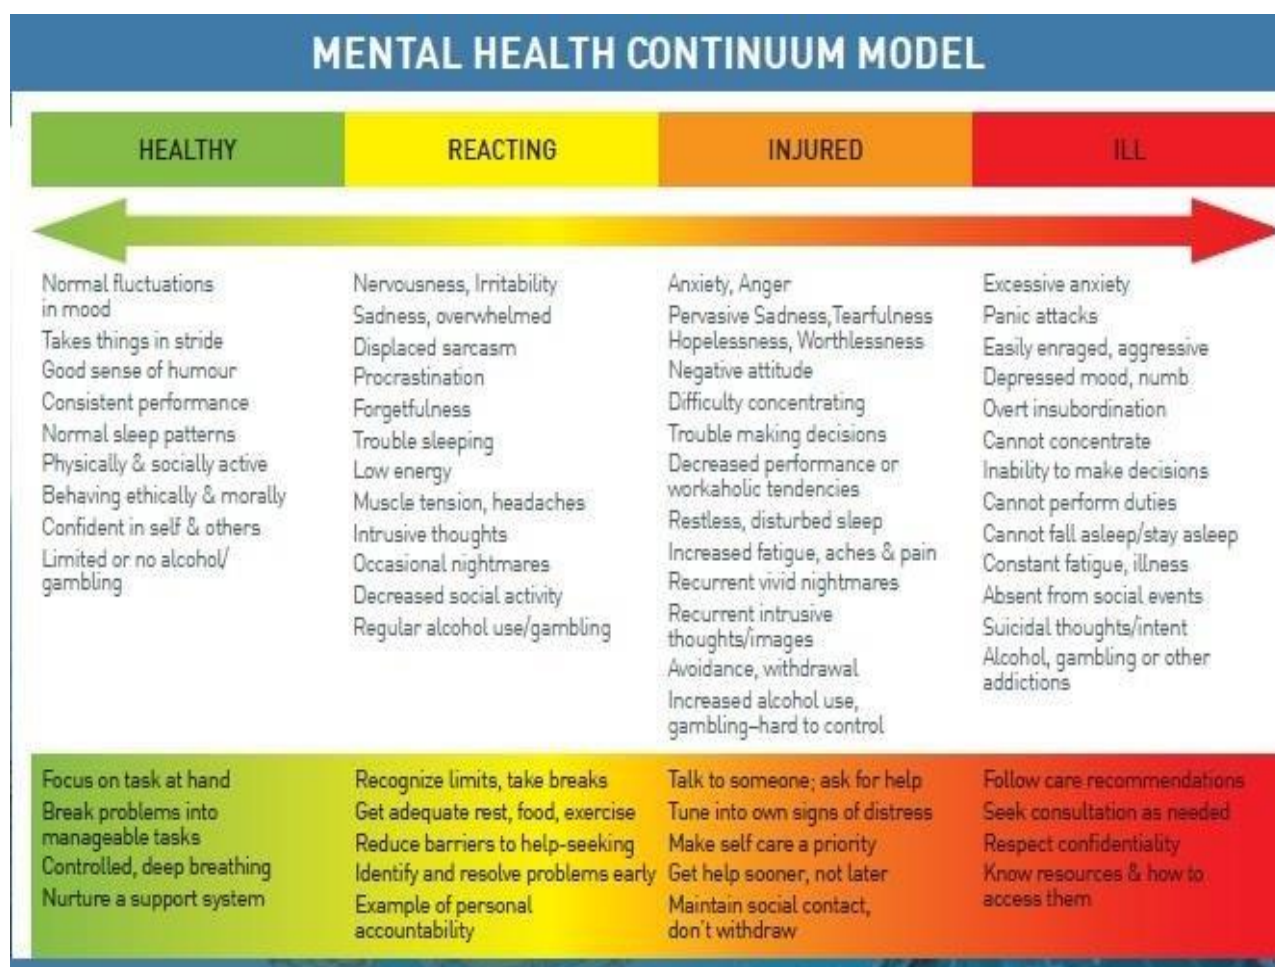 MENTAL HEALTH CONTINUUM MODEL
HEALTHY
REACTING
INJURED
ILL
Normal fluctuations
in mood
Takes things in stride
Good sense of humour
Consistent performance
Normal sleep patterns
Physically & socially active
Behaving ethically & morally
Confident in self & others
Limited or no alcohol/
gambling
Nervousness, Irritability
Sadness, overwhelmed
Displaced sarcasm
Procrastination
Forgetfulness
Trouble sleeping
Low energy
Muscle tension, headaches
Intrusive thoughts
Occasional nightmares
Decreased social activity
Regular alcohol use/gambling
Anxiety, Anger
Pervasive Sadness,Tearfulness
Hopelessness, Worthlessness
Negative attitude
Difficulty concentrating
Trouble making decisions
Decreased performance or
workaholic tendencies
Restless, disturbed sleep
Increased fatigue, aches & pain
Recurrent vivid nightmares
Recurrent intrusive
thoughts/images
Avoidance, withdrawal
Increased alcohol use,
gambling–hard to control
Excessive anxiety
Panic attacks
Easily enraged, aggressive
Depressed mood, numb
Overt insubordination
Cannot concentrate
Inability to make decisions
Cannot perform duties
Cannot fall asleep/stay asleep
Constant fatigue, illness
Absent from social events
Suicidal thoughts/intent
Alcohol, gambling or other
addictions
Focus on task at hand
Break problems into
manageable tasks
Controlled, deep breathing
Nurture a support system
Recognize limits, take breaks
Get adequate rest, food, exercise
Reduce barriers to help-seeking
Identify and resolve problems early
Example of personal
accountability
Talk to someone; ask for help
Tune into own signs of distress
Make self care a priority
Get help sooner, not later
Maintain social contact,
don't withdraw
Follow care recommendations
Seek consultation as needed
Respect confidentiality
Know resources & how to
access them